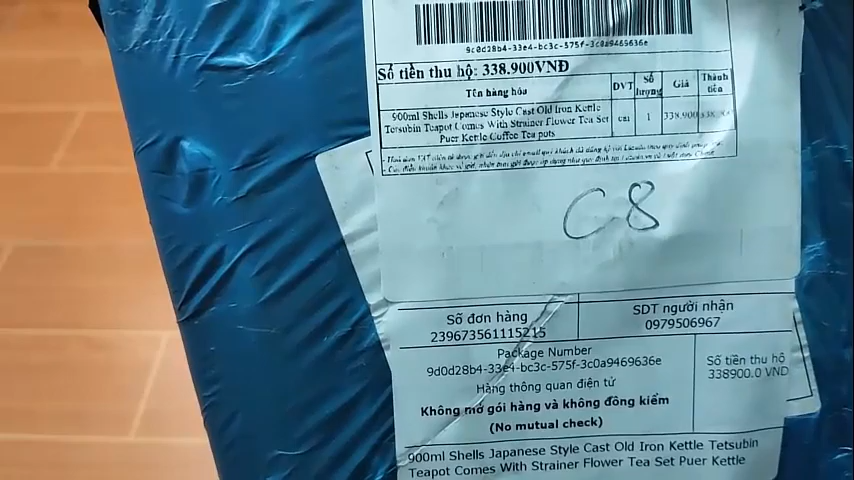 9c0d28b4-33e4-bc3c-575f-3c0a9469636e
Số tiền thu hộ: 338.900VNĐ
Tên hàng hóa ĐVT Số lượng Giá Thành tiền
900ml Shells Japanese Style Cast Old Iron Kettle
Tetsubin Teapot Comes With Strainer Flower Tea Set
Puer Kettle Coffee Tea pots
cái 1 338.900
C8
Số đơn hàng
239673561115215
SDT người nhận
0979506967
Package Number
9d0d28b4-33e4-bc3c-575f-3c0a9469636e
Hàng thông quan điện tử
Không mở gói hàng và không đồng kiểm
(No mutual check)
Số tiền thu hộ
338900.0 VND
900ml Shells Japanese Style Cast Old Iron Kettle Tetsubin
Teapot Comes With Strainer Flower Tea Set Puer Kettle